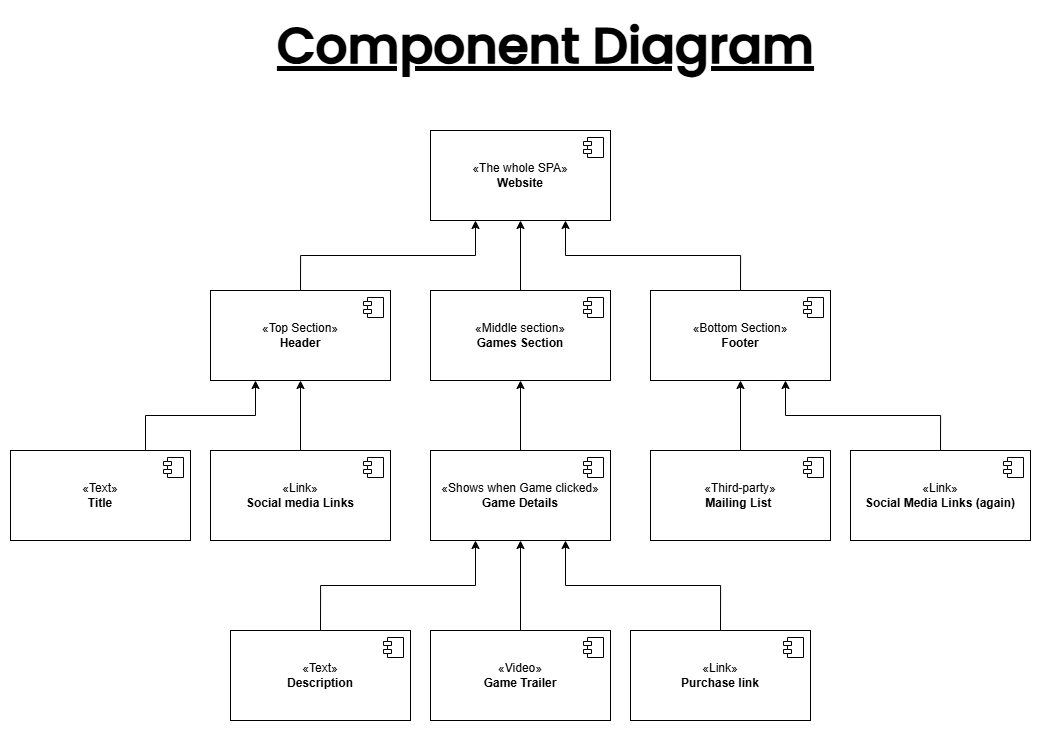 Component Diagram
«The whole SPA»
Website
«Top Section»
Header
«Middle section»
Games Section
«Bottom Section»
Footer
«Text»
Title
«Link»
Social media Links
«Shows when Game clicked»
Game Details
«Third-party»
Mailing List
«Link»
Social Media Links (again)
«Text»
Description
«Video»
Game Trailer
«Link»
Purchase link